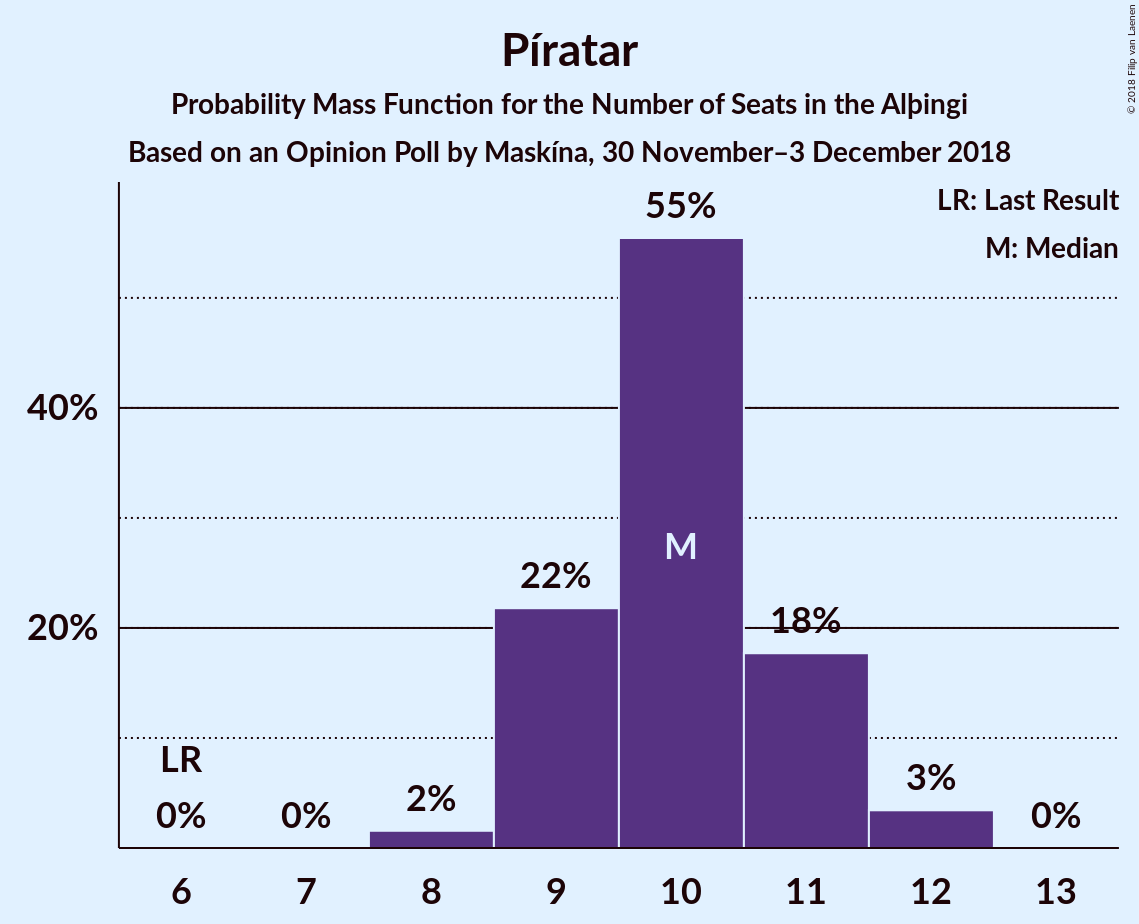 Píratar
Probability Mass Function for the Number of Seats in the Alþingi
Based on an Opinion Poll by Maskína, 30 November–3 December 2018
© 2018 Filip van Laenen
LR: Last Result
M: Median
55%
40%
M
22%
20%
18%
LR
0%
0%
2%
3%
0%
6
7
8
9
10
11
12
13